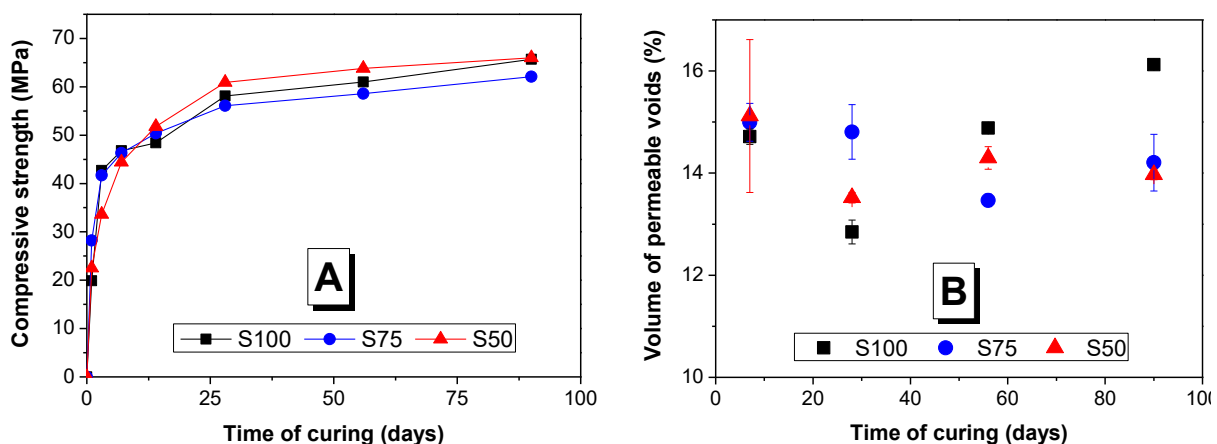 Compressive strength (MPa)
70
60
50
40
30
20
10
0
A
S100 S75 S50
0 25 50 75 100
Time of curing (days)
Volume of permeable voids (%)
16
14
12
10
B
S100 S75 S50
0 20 40 60 80 100
Time of curing (days)